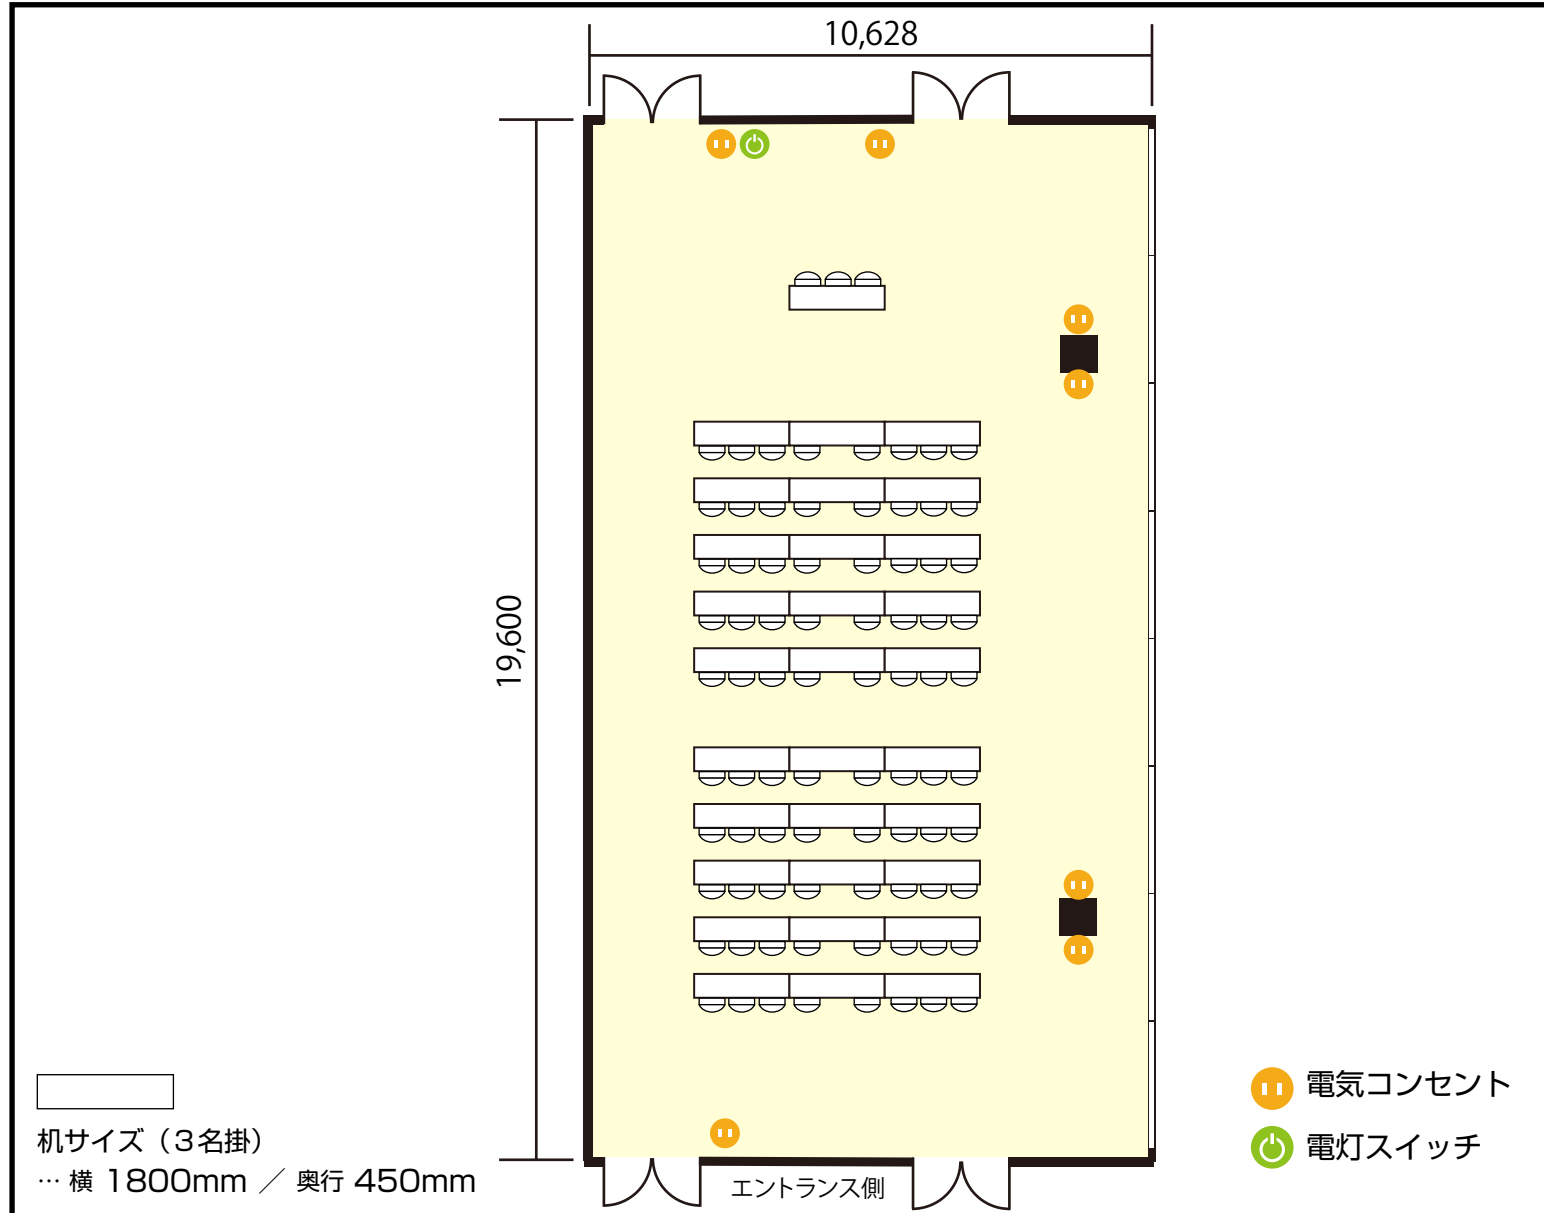 10,628
19,600
机サイズ（3名掛）
… 横 1800mm ／ 奥行 450mm
エントランス側
電気コンセント
電灯スイッチ